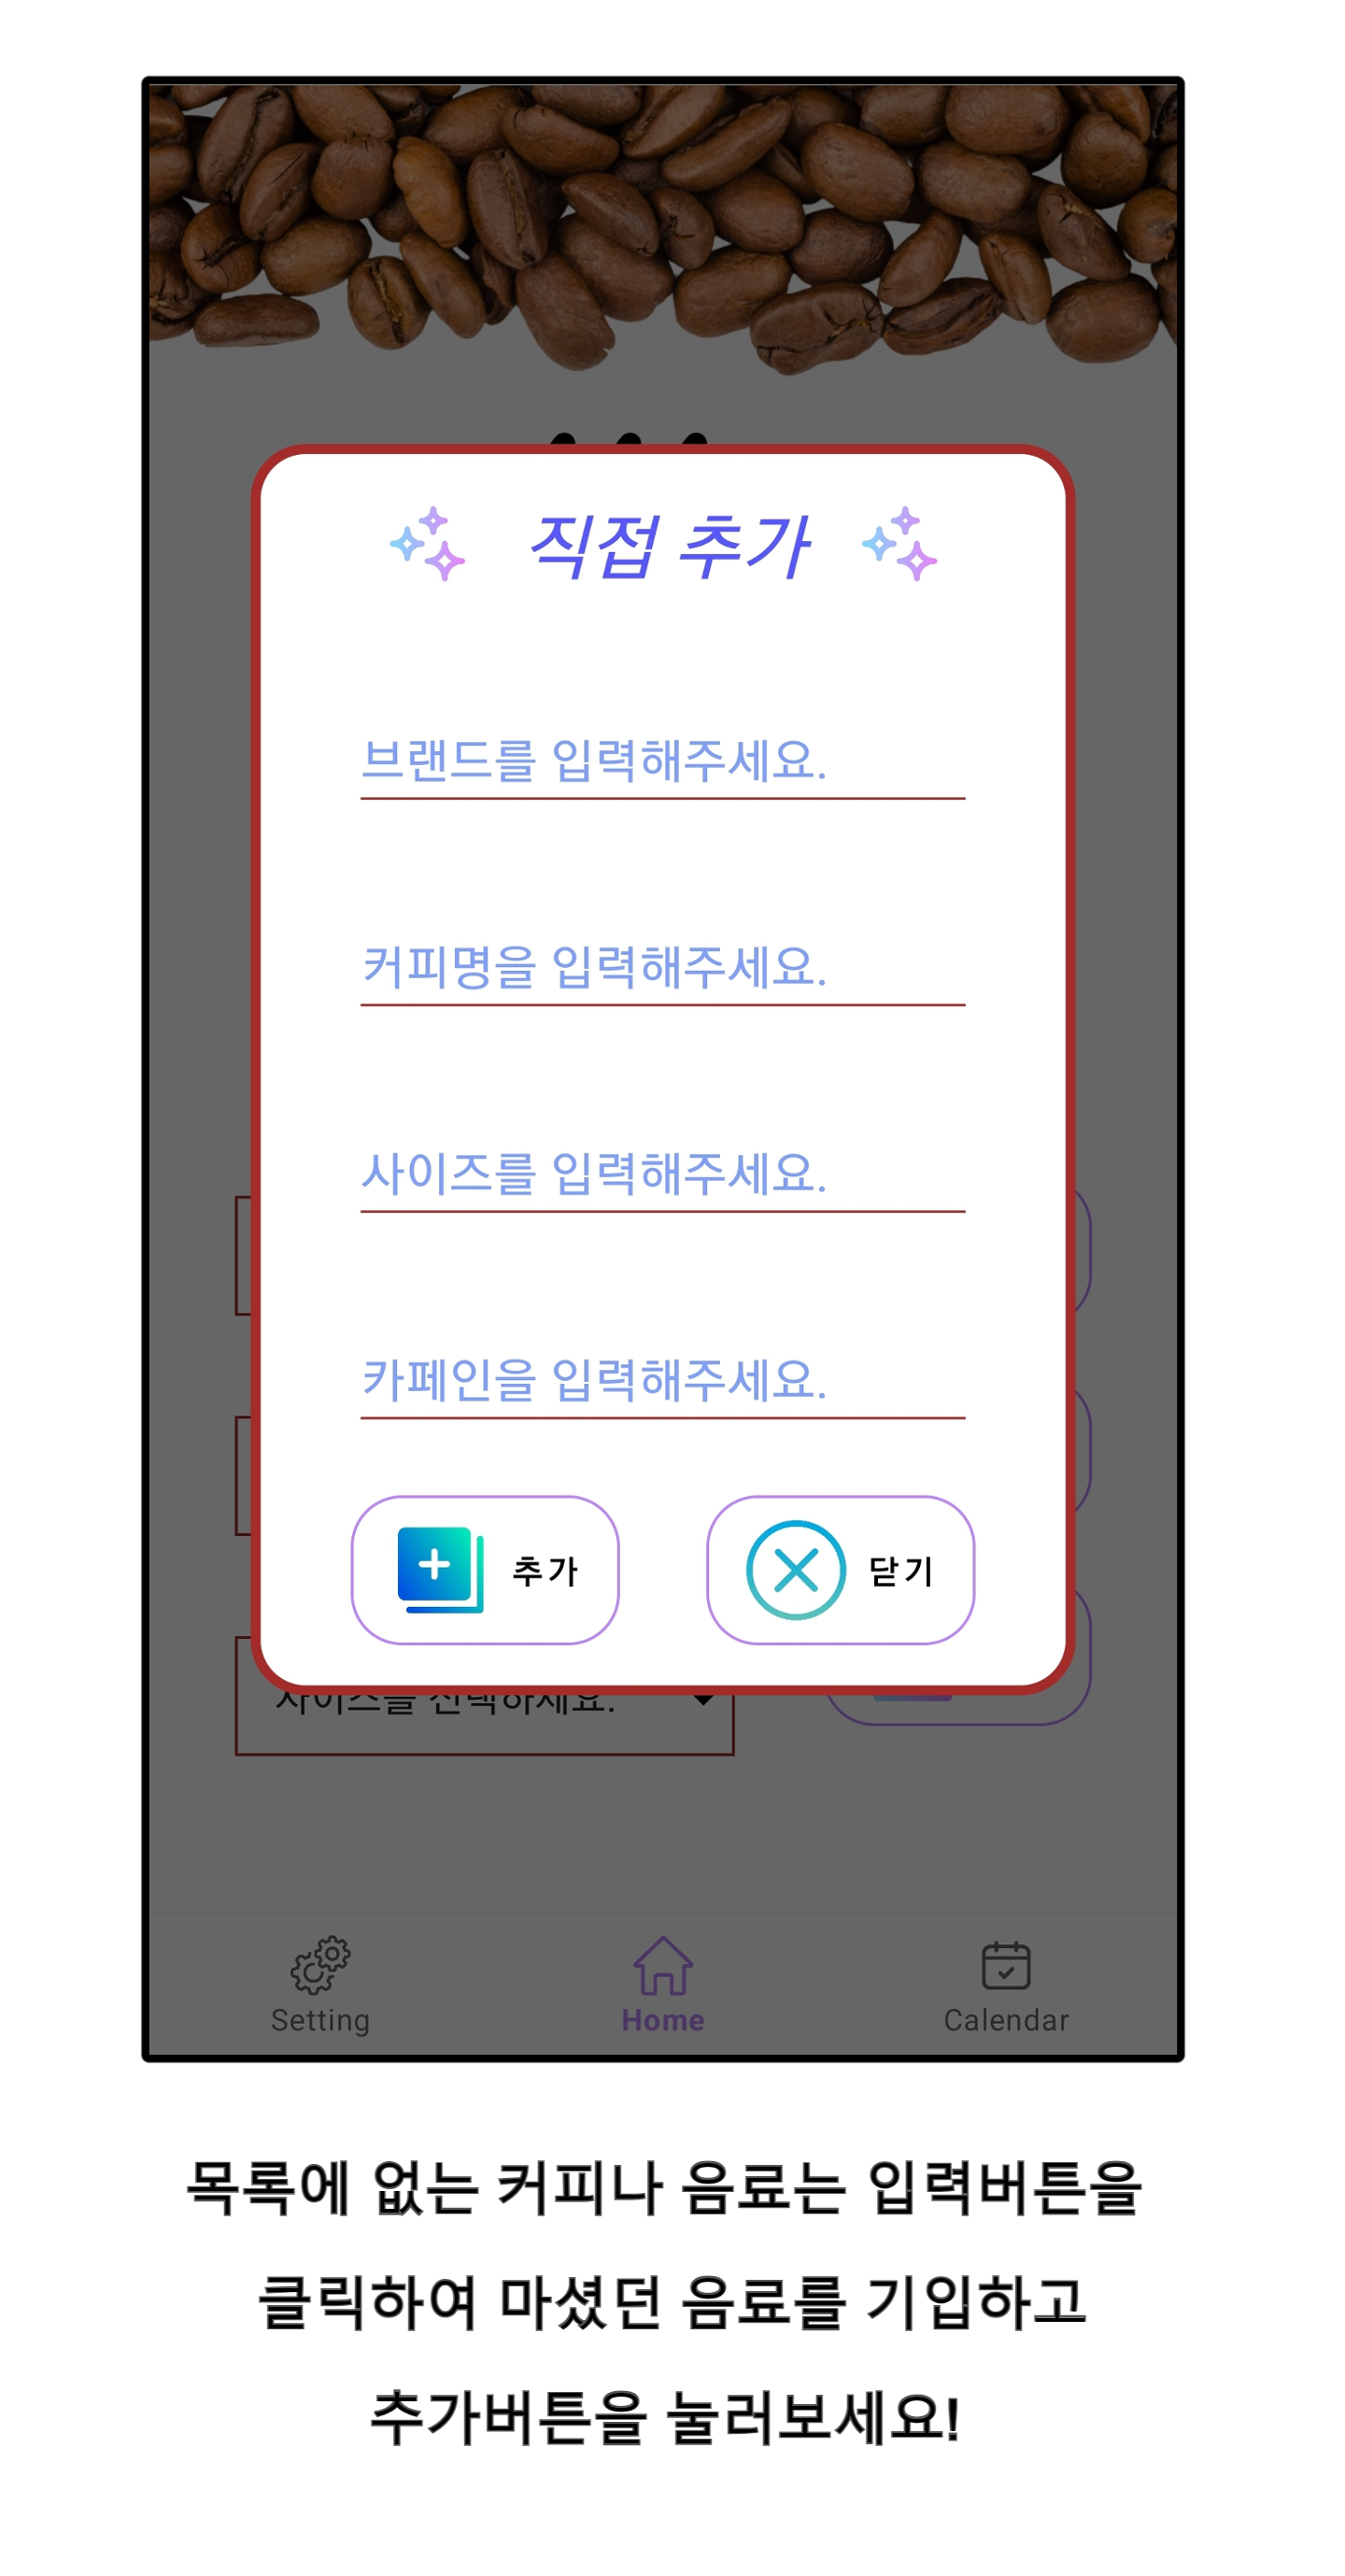 직접 추가
브랜드를 입력해주세요.
커피명을 입력해주세요.
사이즈를 입력해주세요.
카페인을 입력해주세요.
추가
닫기
사이즈를 선택하세요.
Setting
Home
Calendar
목록에 없는 커피나 음료는 입력버튼을
클릭하여 마셨던 음료를 기입하고
추가버튼을 눌러보세요!